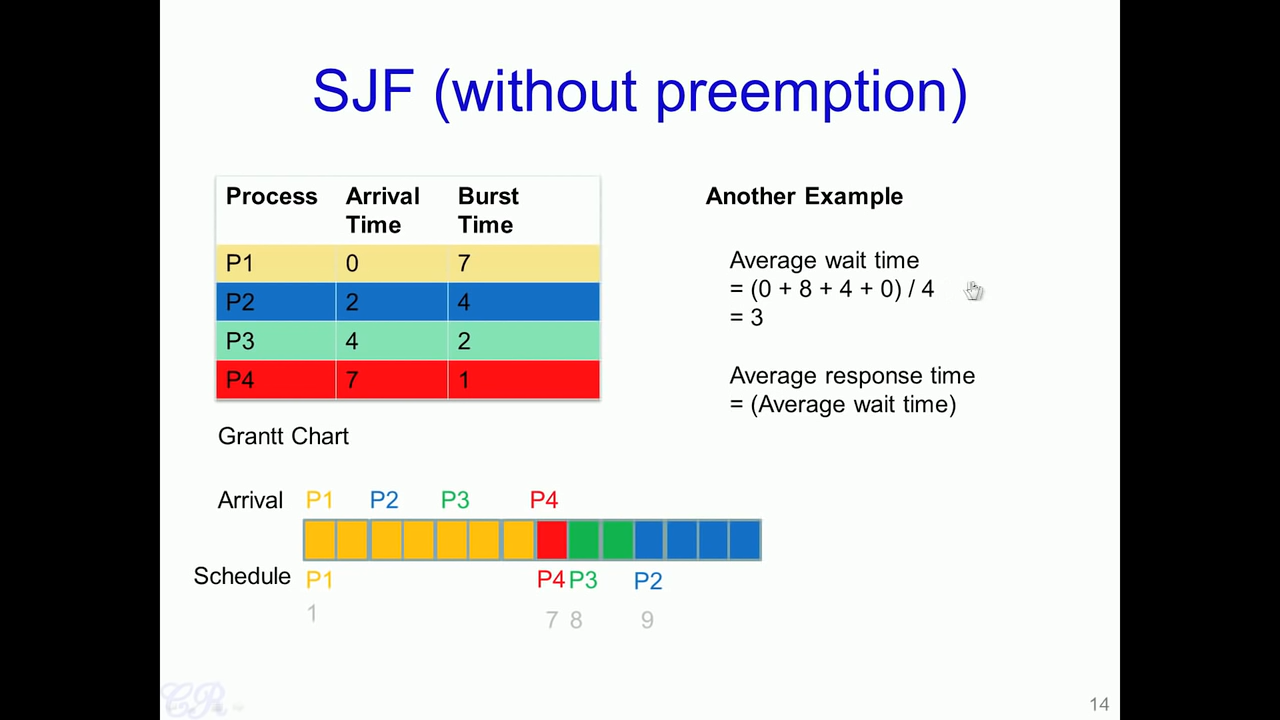 SJF (without preemption)
Process Arrival Time Burst Time
P1 0 7
P2 2 4
P3 4 2
P4 7 1
Another Example
Average wait time
= (0 + 8 + 4 + 0) / 4
= 3
Average response time
= (Average wait time)
Grantt Chart
Arrival P1 P2 P3 P4
Schedule P1 P4 P3 P2
1 7 8 9
14